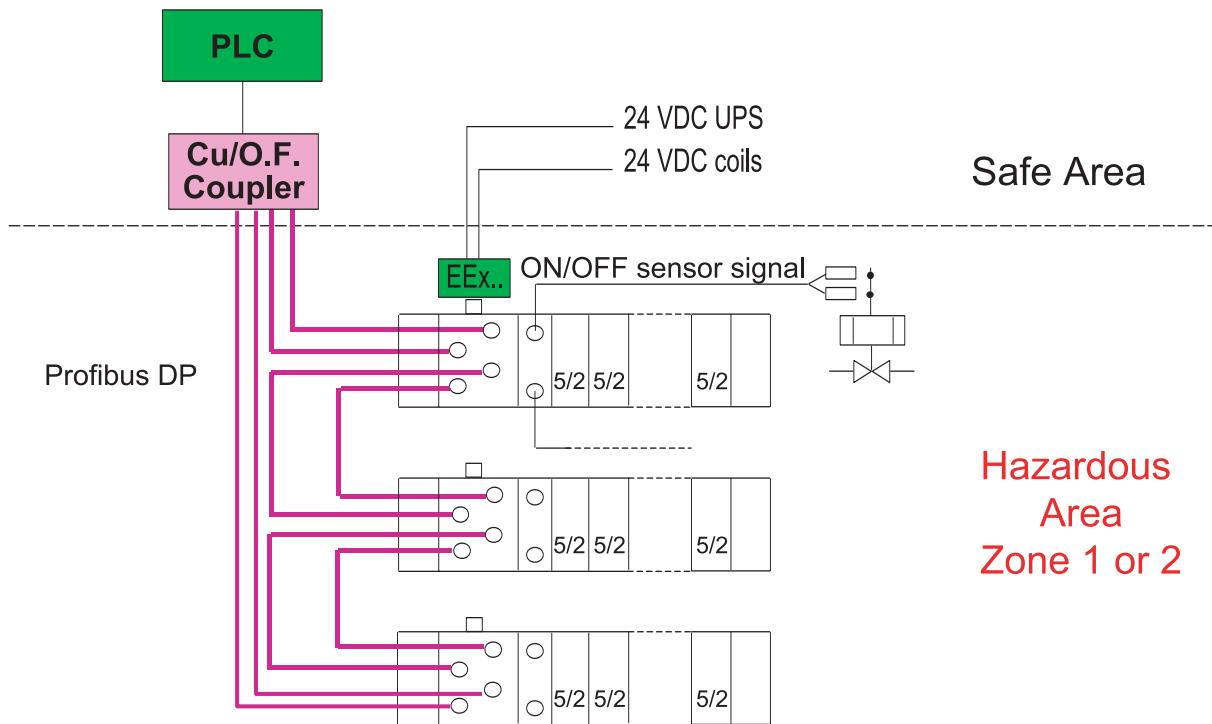 PLC
24 VDC UPS
24 VDC coils
Cu/O.F.
Coupler
Safe Area
EEx..
ON/OFF sensor signal
Profibus DP
5/2 5/2 5/2
Hazardous
Area
Zone 1 or 2
5/2 5/2 5/2
5/2 5/2 5/2